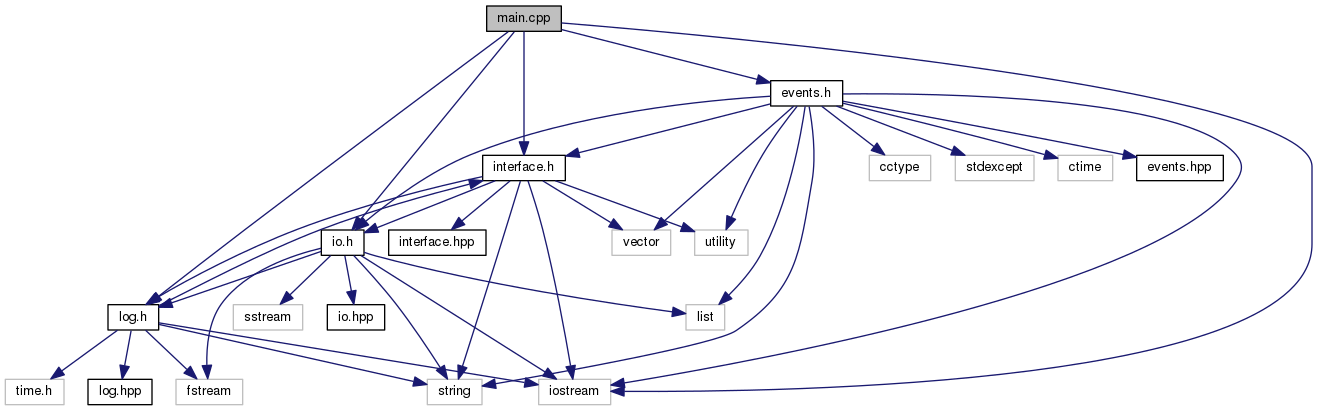 main.cpp
events.h
interface.h
cctype
stdexcept
ctime
events.hpp
io.h
interface.hpp
vector
utility
log.h
sstream
io.hpp
list
time.h
log.hpp
fstream
string
iostream